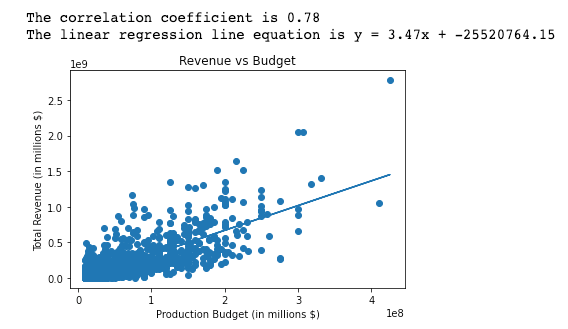 The correlation coefficient is 0.78
The linear regression line equation is y = 3.47x + -25520764.15
Revenue vs Budget
1e9
2.5
2.0
1.5
1.0
0.5
0.0
Total Revenue (in millions $)
0 1 2 3 4
1e8
Production Budget (in millions $)